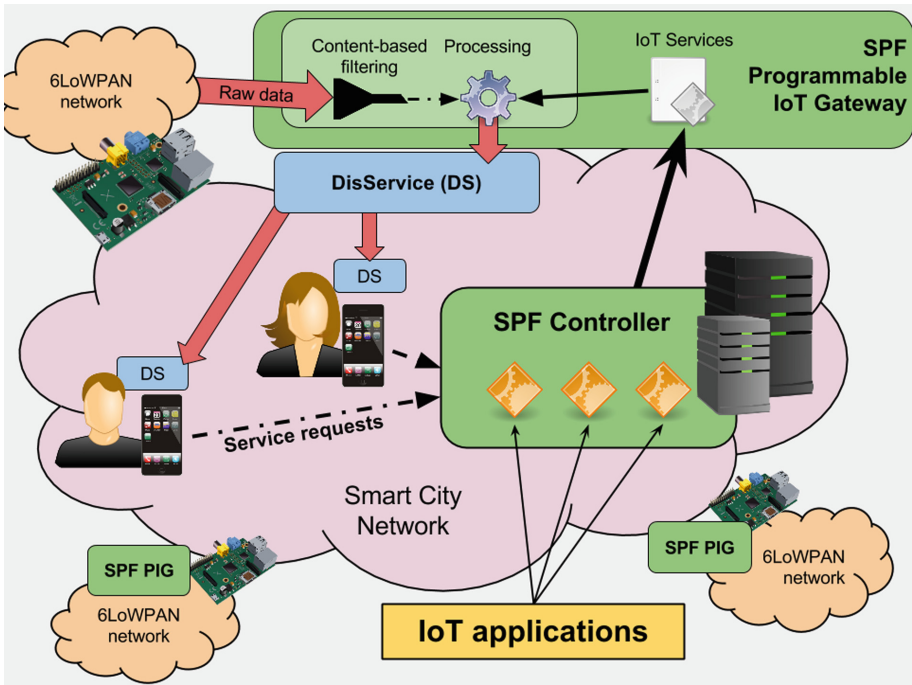 6LoWPAN
network
Raw data
Content-based
filtering
Processing
IoT Services
SPF
Programmable
IoT Gateway
DisService (DS)
DS
DS
SPF Controller
Service requests
Smart City
Network
SPF PIG
6LoWPAN
network
SPF PIG
6LoWPAN
network
IoT applications